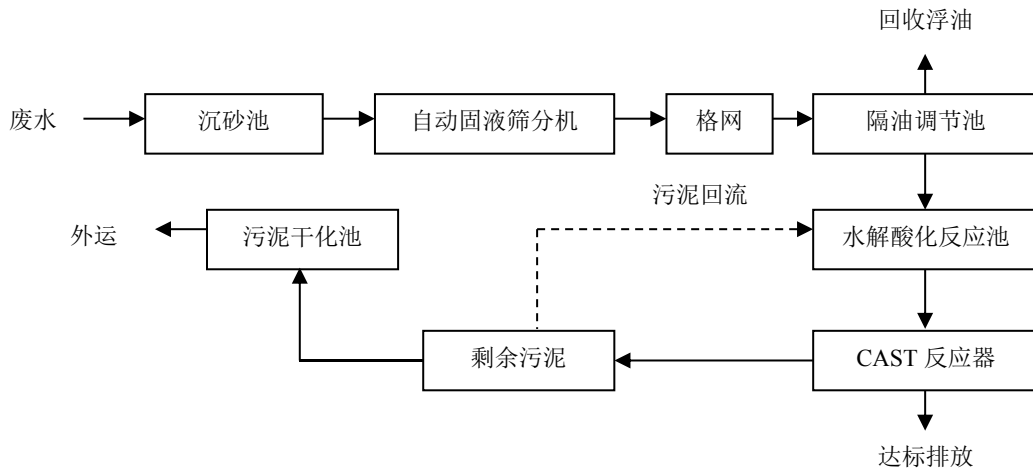 回收浮油
废水
沉砂池
自动固液筛分机
格网
隔油调节池
污泥回流
外运
污泥干化池
水解酸化反应池
剩余污泥
CAST 反应器
达标排放